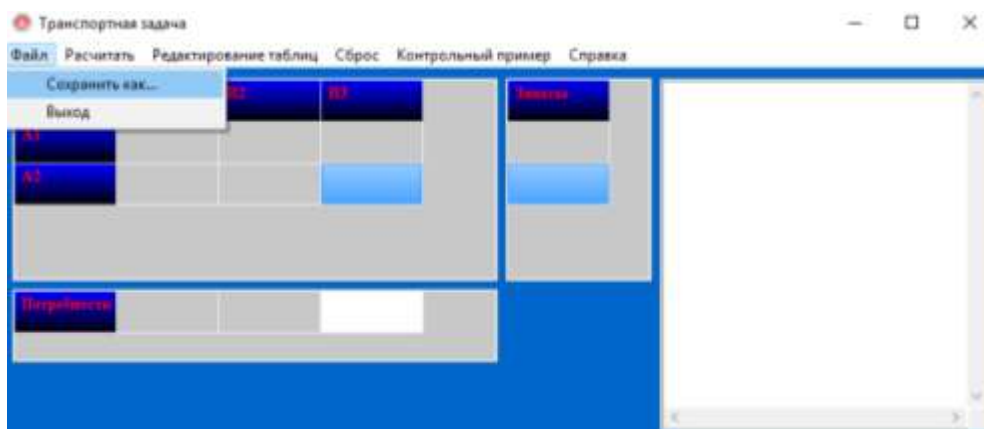 Транспортная задача
Файл Расчитать Редактирование таблиц Сброс Контрольный пример Справка
Сохранить как...
Выход
В2 В3 Запасы
А1
А2
Потребности